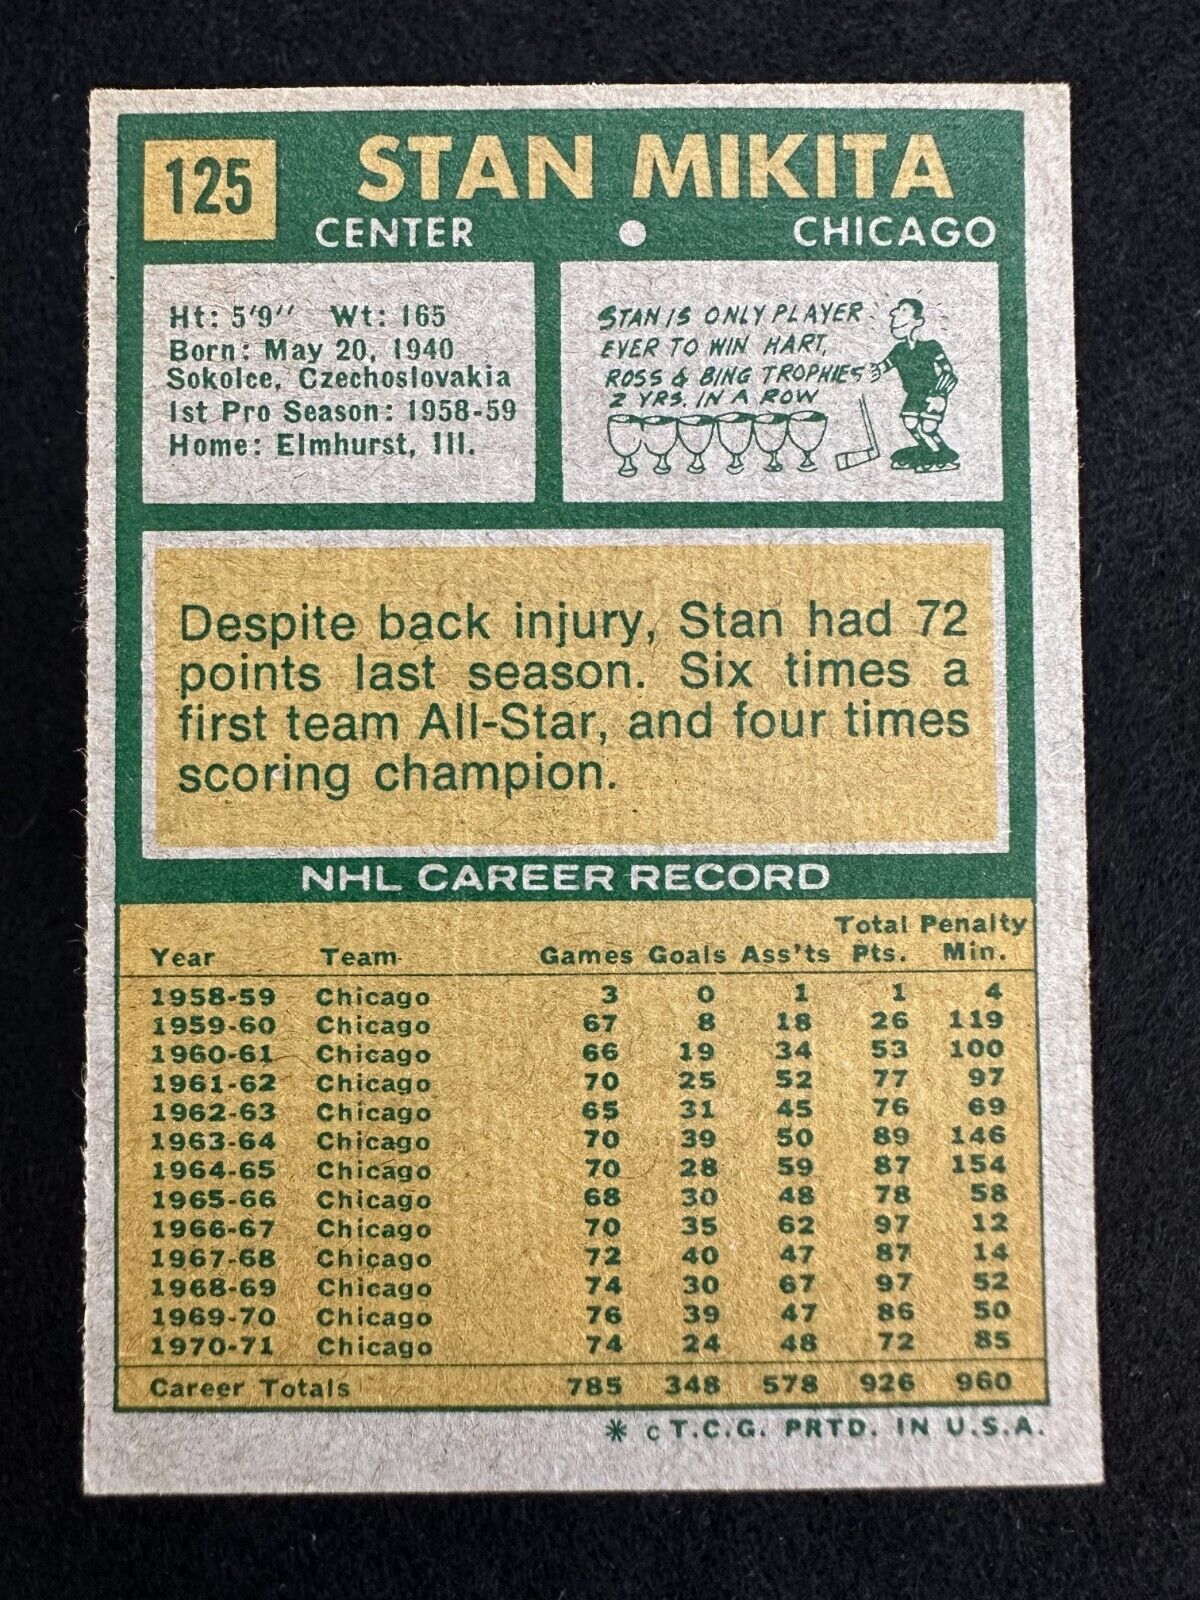 125
STAN MIKITA
CENTER • CHICAGO
Ht: 5'9" Wt: 165
Born: May 20, 1940
Sokolce, Czechoslovakia
1st Pro Season: 1958-59
Home: Elmhurst, Ill.
STAN IS ONLY PLAYER
EVER TO WIN HART,
ROSS & BING TROPHIES
2 YRS. IN A ROW
Despite back injury, Stan had 72
points last season. Six times a
first team All-Star, and four times
scoring champion.
NHL CAREER RECORD
Year Team Games Goals Ass'ts Total Pts. Penalty Min.
1958-59 Chicago 3 0 1 1 4
1959-60 Chicago 67 8 18 26 119
1960-61 Chicago 66 19 34 53 100
1961-62 Chicago 70 25 52 77 97
1962-63 Chicago 65 31 45 76 69
1963-64 Chicago 70 39 50 89 146
1964-65 Chicago 70 28 59 87 154
1965-66 Chicago 68 30 48 78 58
1966-67 Chicago 70 35 62 97 12
1967-68 Chicago 72 40 47 87 14
1968-69 Chicago 74 30 67 97 52
1969-70 Chicago 76 39 47 86 50
1970-71 Chicago 74 24 48 72 85
Career Totals 785 348 578 926 960
* © T.C.G. PRTD. IN U.S.A.